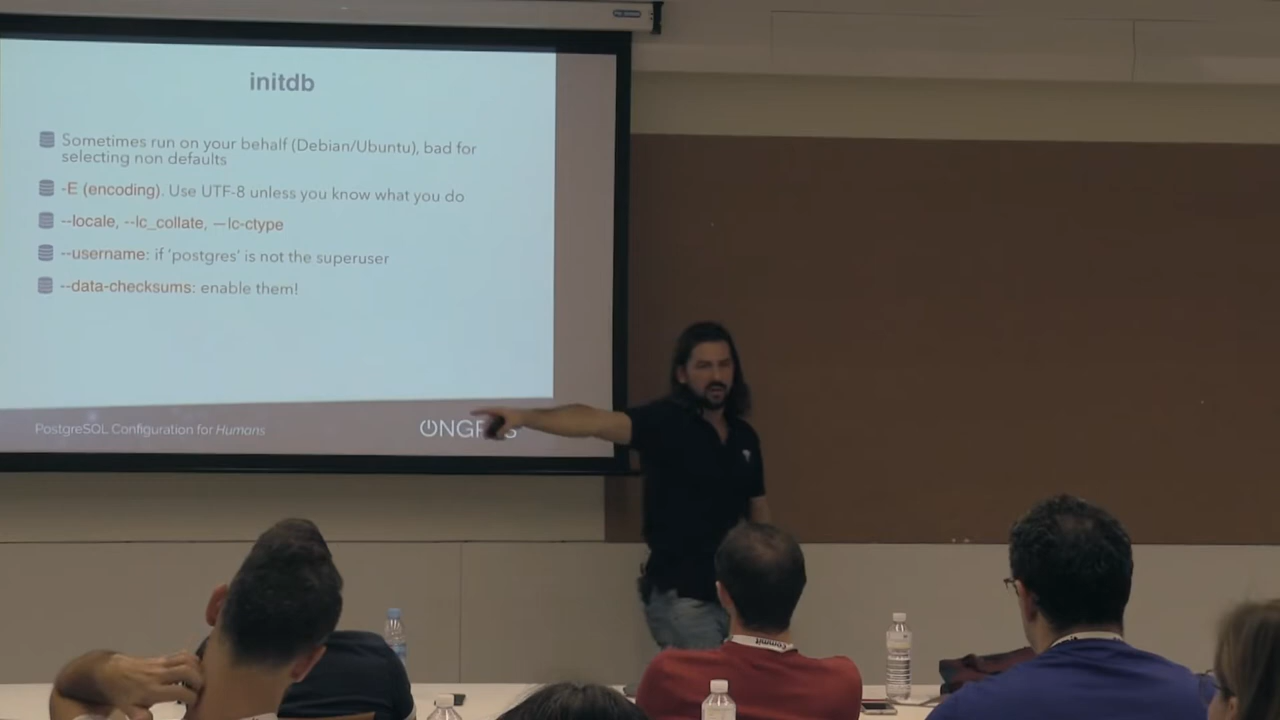 initdb
Sometimes run on your behalf (Debian/Ubuntu), bad for
selecting non defaults
-E (encoding). Use UTF-8 unless you know what you do
--locale, --lc_collate, —lc-ctype
--username: if 'postgres' is not the superuser
--data-checksums: enable them!
PostgreSQL Configuration for Humans
Commit